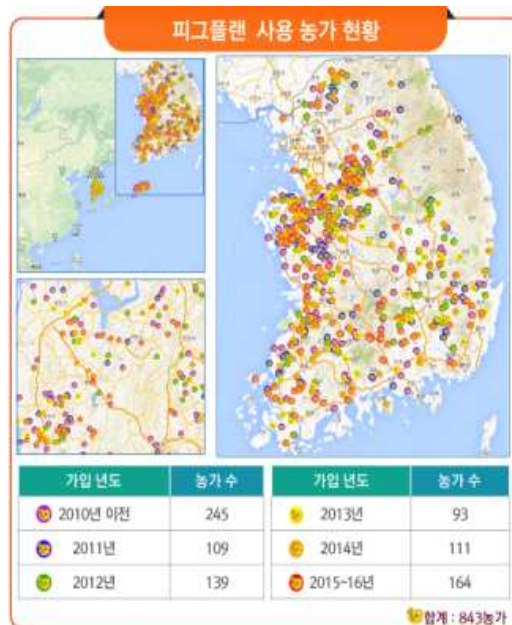 피그플랜 사용 농가 현황
가입 년도 농가 수 가입 년도 농가 수
2010년 이전 245 2013년 93
2011년 109 2014년 111
2012년 139 2015~16년 164
합계 : 843농가